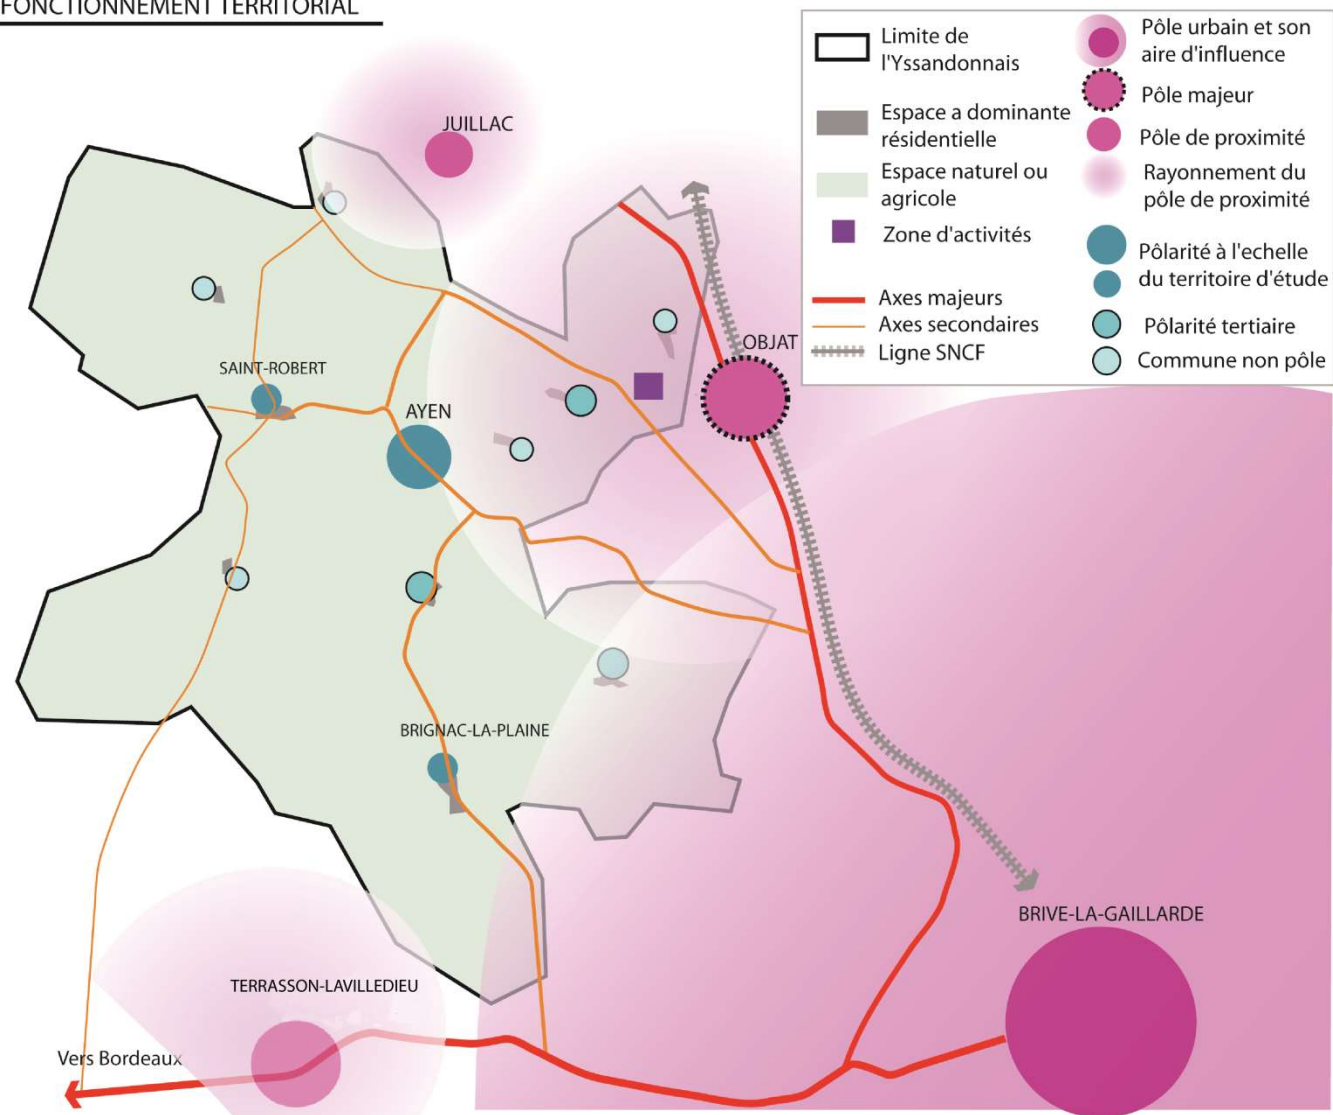 FONCTIONNEMENT TERRITORIAL
Limite de
l'Yssandonnais
Espace a dominante
résidentielle
Espace naturel ou
agricole
Zone d'activités
Axes majeurs
Axes secondaires
Ligne SNCF
Pôle urbain et son
aire d'influence
Pôle majeur
Pôle de proximité
Rayonnement du
pôle de proximité
Pôlarité à l'echelle
du territoire d'étude
Pôlarité tertiaire
Commune non pôle
JUILLAC
OBJAT
SAINT-ROBERT
AYEN
BRIGNAC-LA-PLAINE
BRIVE-LA-GAILLARDE
TERRASSON-LAVILLEDIEU
Vers Bordeaux